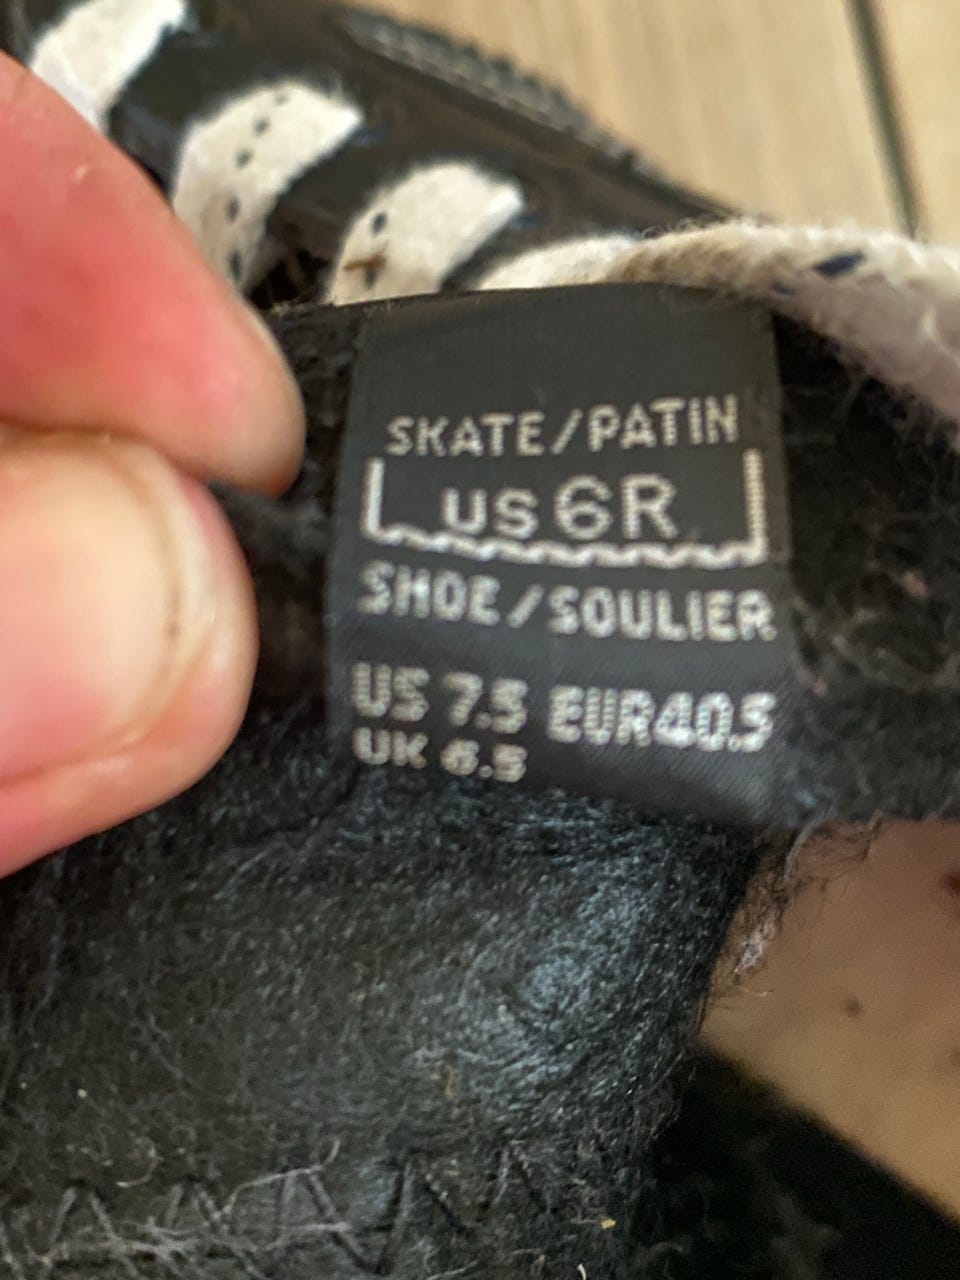 SKATE/PATIN
US 6R
SHOE/SOULIER
US 7.5 EUR40.5
UK 6.5